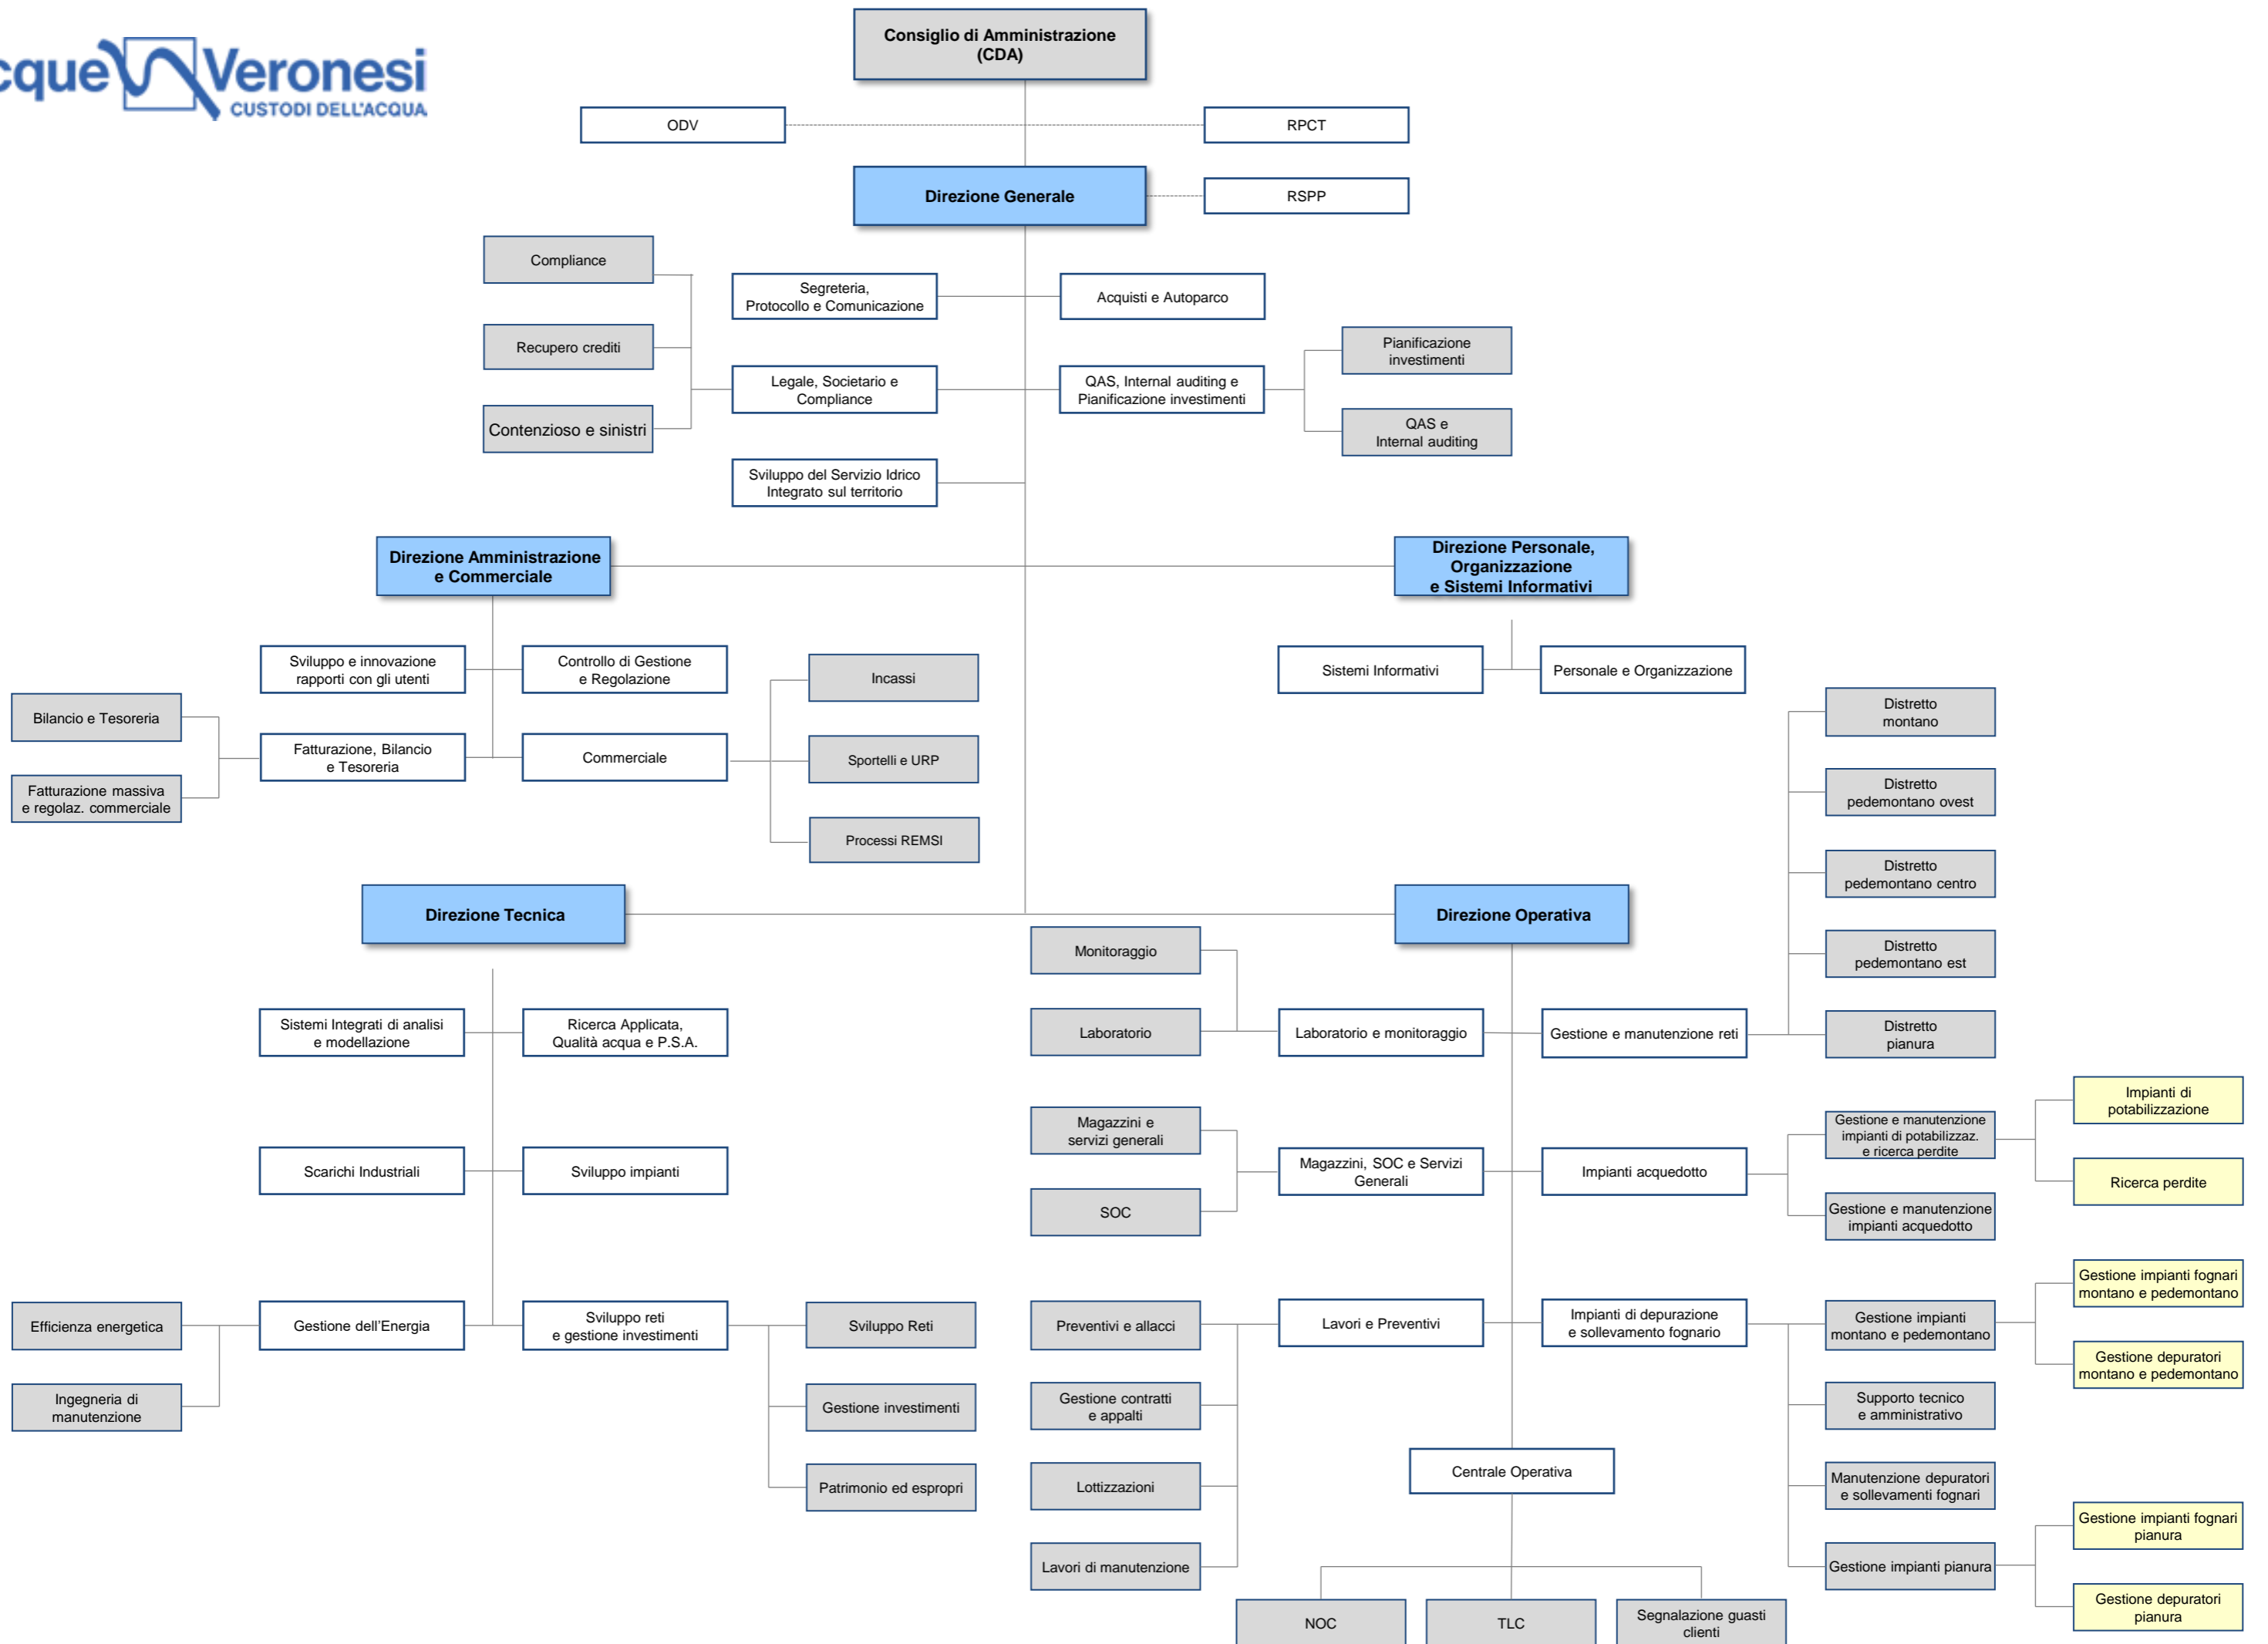 cque Veronesi
CUSTODI DELL'ACQUA
Consiglio di Amministrazione
(CDA)
ODV
RPCT
Direzione Generale
RSPP
Compliance
Segreteria,
Protocollo e Comunicazione
Acquisti e Autoparco
Recupero crediti
Pianificazione
investimenti
Legale, Societario e
Compliance
QAS, Internal auditing e
Pianificazione investimenti
Contenzioso e sinistri
QAS e
Internal auditing
Sviluppo del Servizio Idrico
Integrato sul territorio
Direzione Amministrazione
e Commerciale
Direzione Personale,
Organizzazione
e Sistemi Informativi
Sviluppo e innovazione
rapporti con gli utenti
Controllo di Gestione
e Regolazione
Incassi
Sistemi Informativi
Personale e Organizzazione
Bilancio e Tesoreria
Fatturazione, Bilancio
e Tesoreria
Commerciale
Sportelli e URP
Fatturazione massiva
e regolaz. commerciale
Processi REMSI
Distretto
montano
Distretto
pedemontano ovest
Distretto
pedemontano centro
Distretto
pedemontano est
Distretto
pianura
Direzione Tecnica
Direzione Operativa
Monitoraggio
Laboratorio
Sistemi Integrati di analisi
e modellazione
Ricerca Applicata,
Qualità acqua e P.S.A.
Laboratorio e monitoraggio
Gestione e manutenzione reti
Impianti di
potabilizzazione
Magazzini e
servizi generali
Gestione e manutenzione
impianti di potabilizzaz.
e ricerca perdite
Scarichi Industriali
Sviluppo impianti
Magazzini, SOC e Servizi
Generali
Impianti acquedotto
Ricerca perdite
SOC
Gestione e manutenzione
impianti acquedotto
Gestione impianti fognari
montano e pedemontano
Efficienza energetica
Gestione dell'Energia
Sviluppo reti
e gestione investimenti
Sviluppo Reti
Preventivi e allacci
Lavori e Preventivi
Impianti di depurazione
e sollevamento fognario
Gestione impianti
montano e pedemontano
Gestione depuratori
montano e pedemontano
Ingegneria di
manutenzione
Gestione investimenti
Gestione contratti
e appalti
Supporto tecnico
e amministrativo
Patrimonio ed espropri
Lottizzazioni
Centrale Operativa
Manutenzione depuratori
e sollevamenti fognari
Gestione impianti fognari
pianura
Lavori di manutenzione
Gestione impianti pianura
Gestione depuratori
pianura
NOC
TLC
Segnalazione guasti
clienti